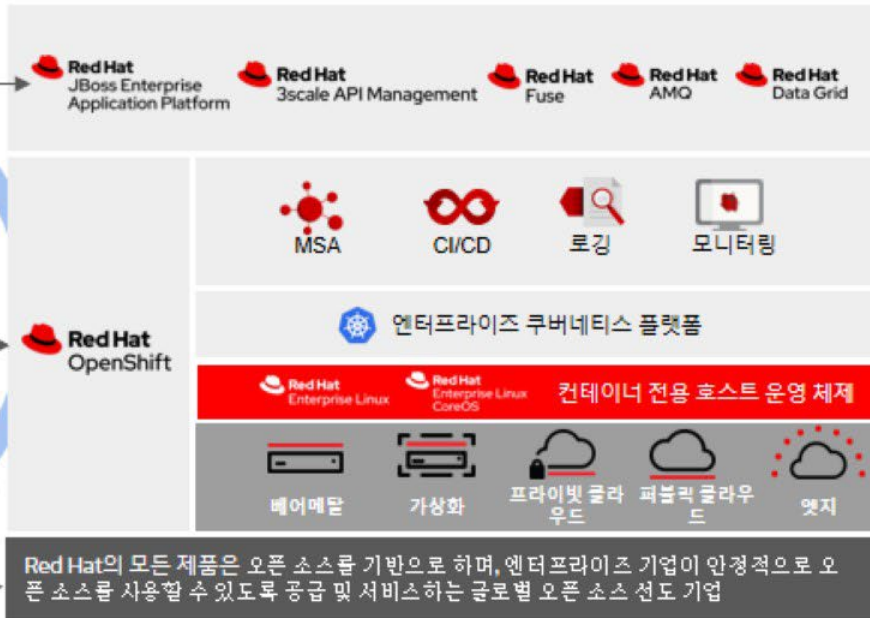 Red Hat
JBoss Enterprise
Application Platform
Red Hat
3scale API Management
Red Hat
Fuse
Red Hat
AMQ
Red Hat
Data Grid
MSA
CI/CD
로깅
모니터링
Red Hat
OpenShift
엔터프라이즈 쿠버네티스 플랫폼
Red Hat
Enterprise Linux
Red Hat
Enterprise Linux
CoreOS
컨테이너 전용 호스트 운영 체제
베어메탈
가상화
프라이빗 클라
우드
퍼블릭 클라우
드
엣지
Red Hat의 모든 제품은 오픈 소스를 기반으로 하며, 엔터프라이즈 기업이 안정적으로 오
픈 소스를 사용할 수 있도록 공급 및 서비스하는 글로벌 오픈 소스 선도 기업